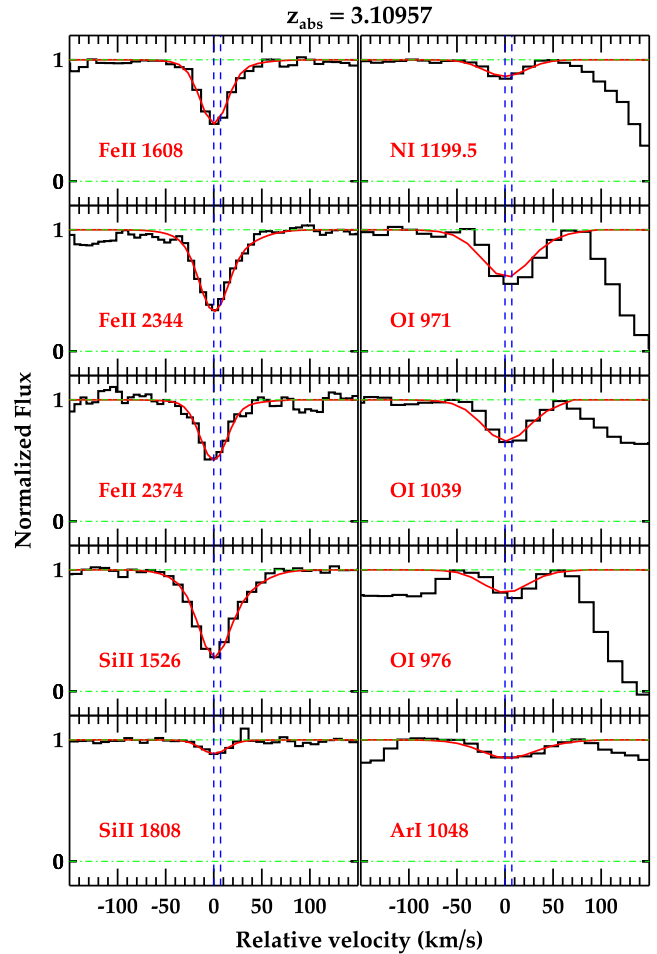 z_abs = 3.10957
Normalized Flux
1
FeII 1608
0
NI 1199.5
1
FeII 2344
0
OI 971
1
FeII 2374
0
OI 1039
1
SiII 1526
0
OI 976
1
SiII 1808
0
ArI 1048
-100 -50 0 50 100 -100 -50 0 50 100
Relative velocity (km/s)